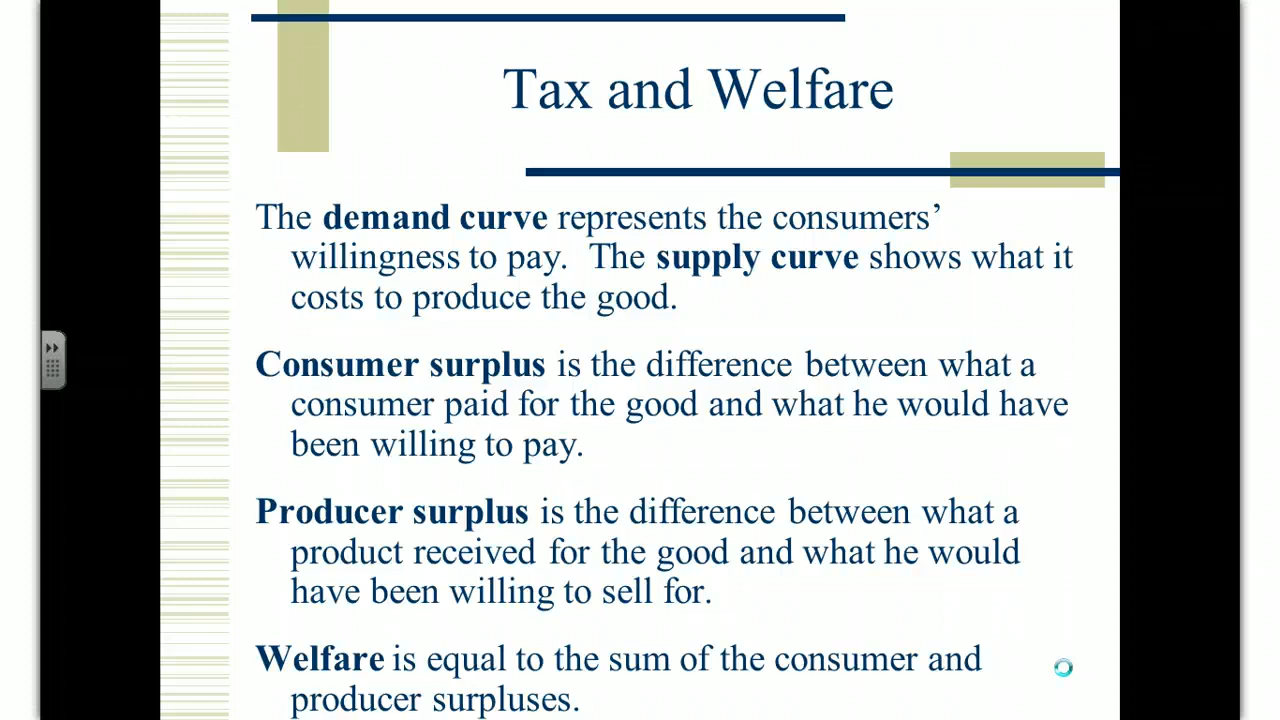 Tax and Welfare
The demand curve represents the consumers’
willingness to pay.  The supply curve shows what it
costs to produce the good.
Consumer surplus is the difference between what a
consumer paid for the good and what he would have
been willing to pay.
Producer surplus is the difference between what a
product received for the good and what he would
have been willing to sell for.
Welfare is equal to the sum of the consumer and
producer surpluses.